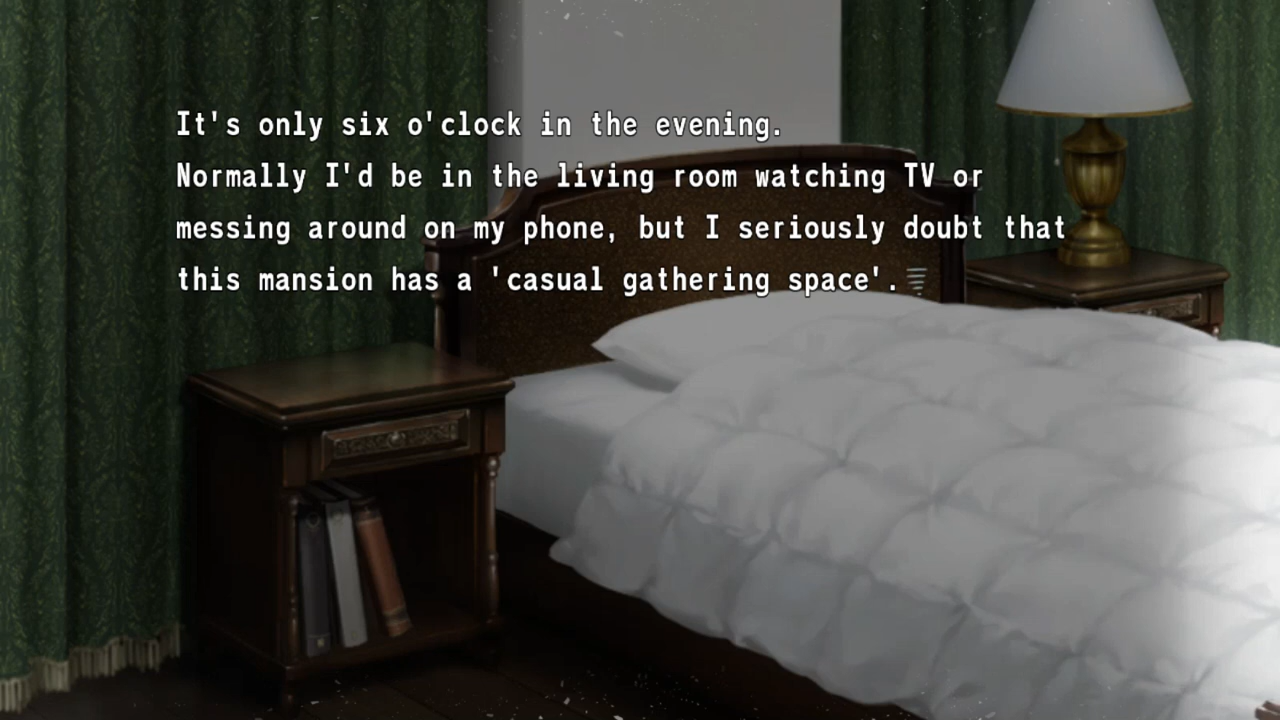 It's only six o'clock in the evening.
Normally I'd be in the living room watching TV or
messing around on my phone, but I seriously doubt that
this mansion has a 'casual gathering space'.